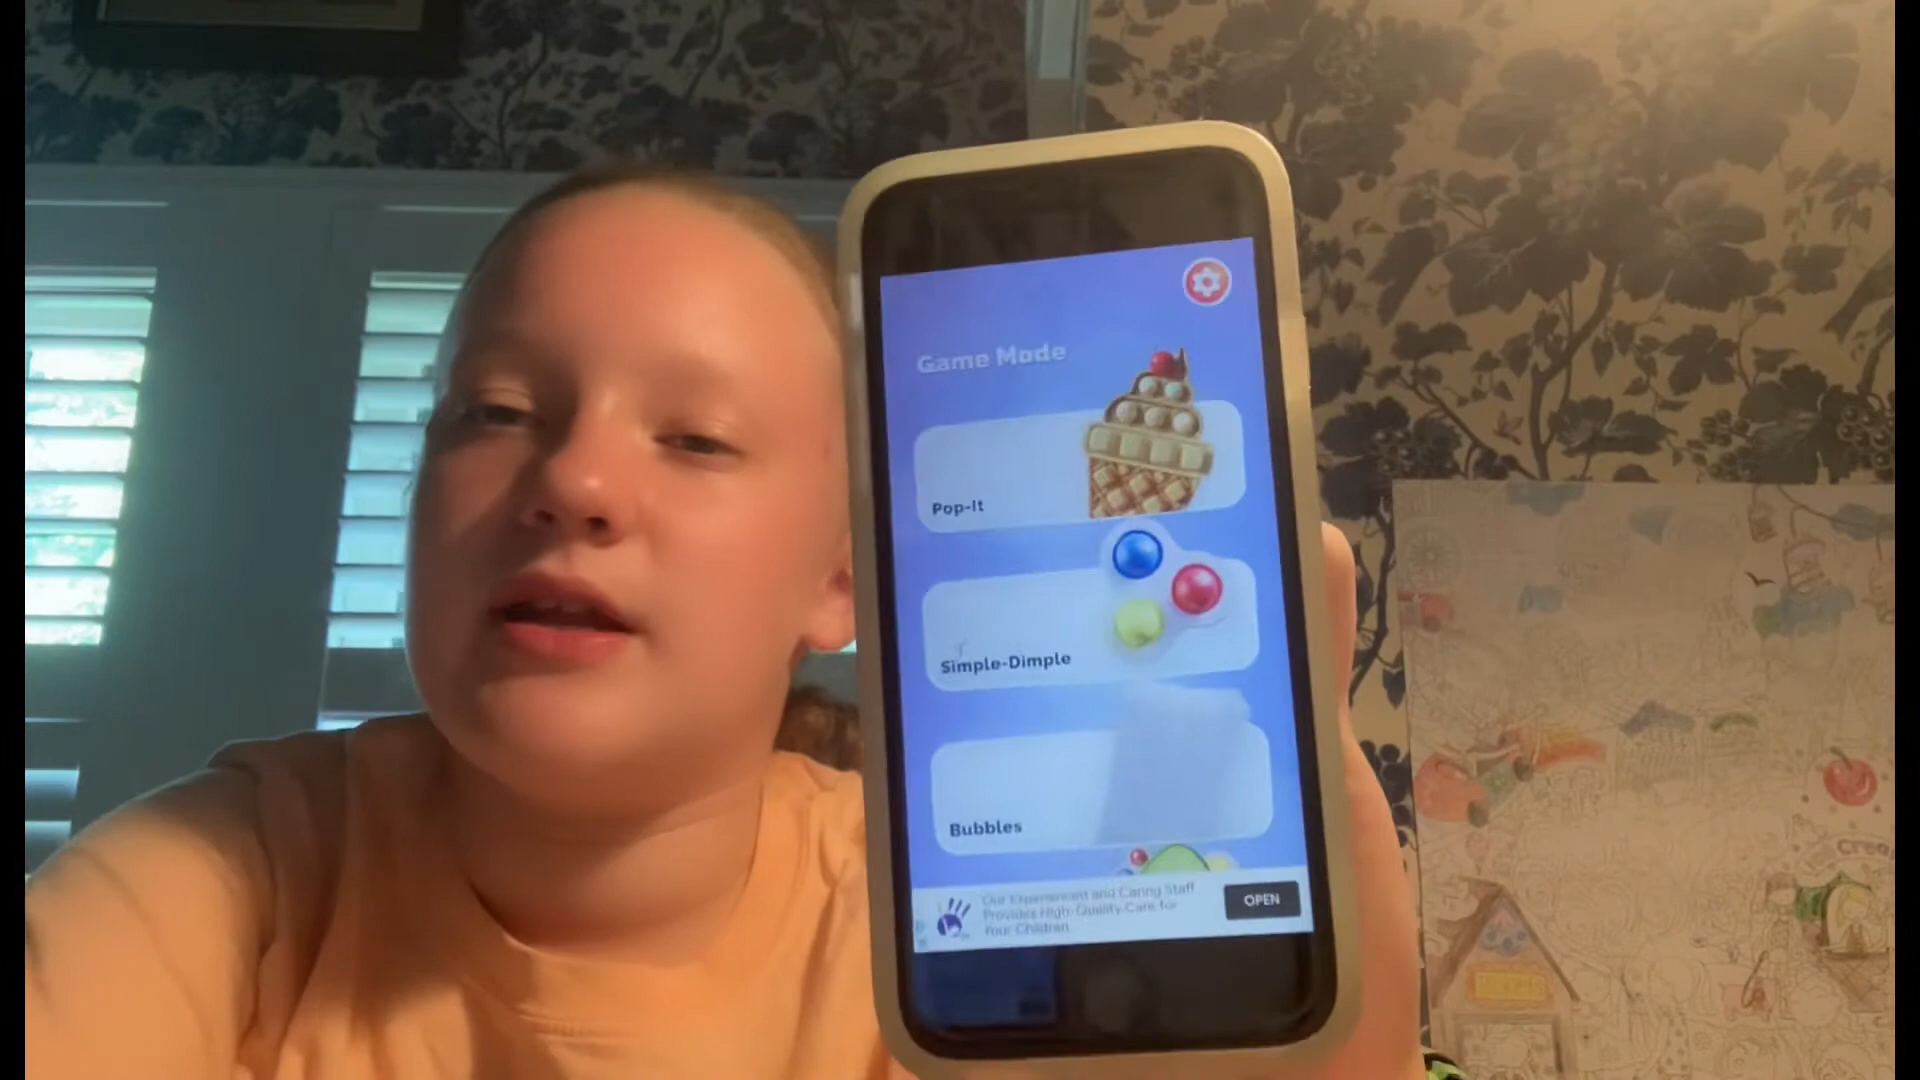 Game Mode
Pop-It
Simple-Dimple
Bubbles
Our Experienced and Caring Staff
Provides High-Quality Care for
Your Children
OPEN